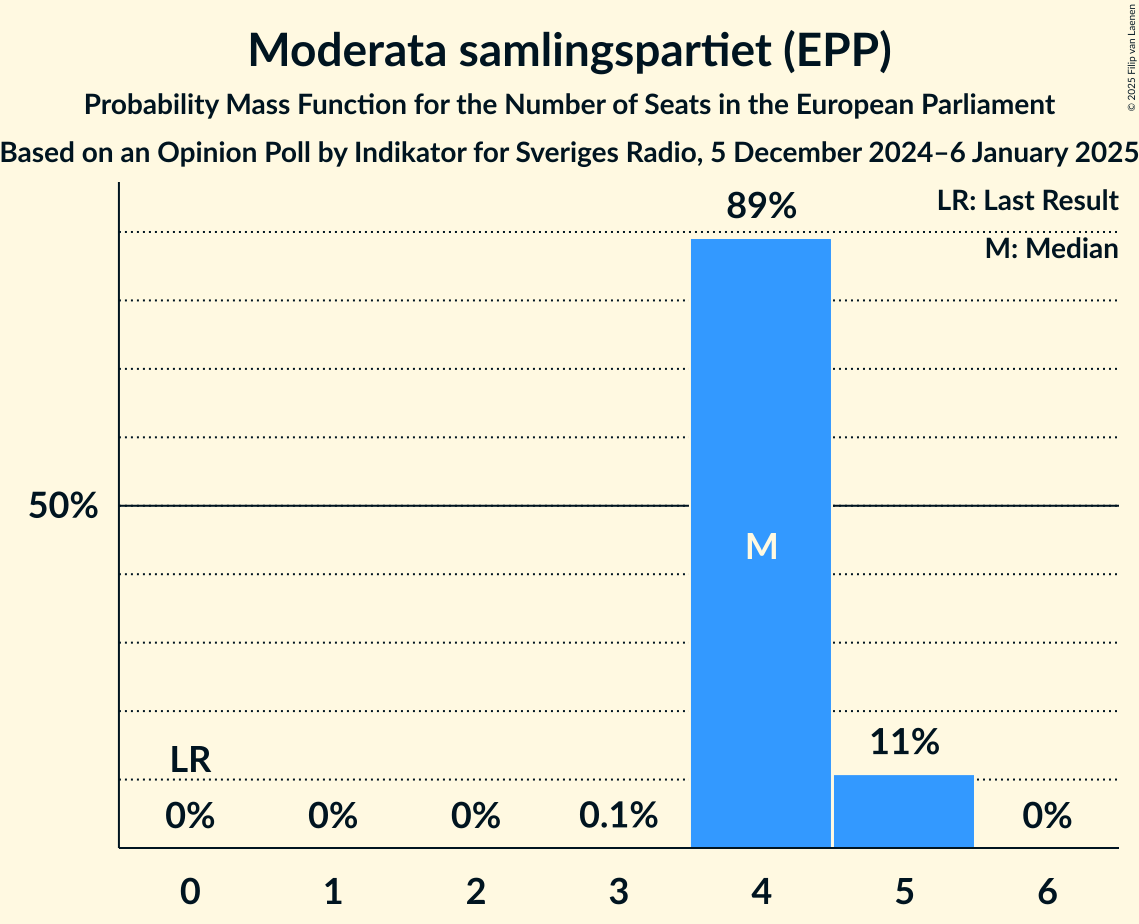 Moderata samlingspartiet (EPP)
Probability Mass Function for the Number of Seats in the European Parliament
Based on an Opinion Poll by Indikator for Sveriges Radio, 5 December 2024–6 January 2025
© 2025 Filip van Laenen
LR: Last Result
M: Median
89%
50%
M
11%
LR
0%
0%
0%
0.1%
0%
0
1
2
3
4
5
6